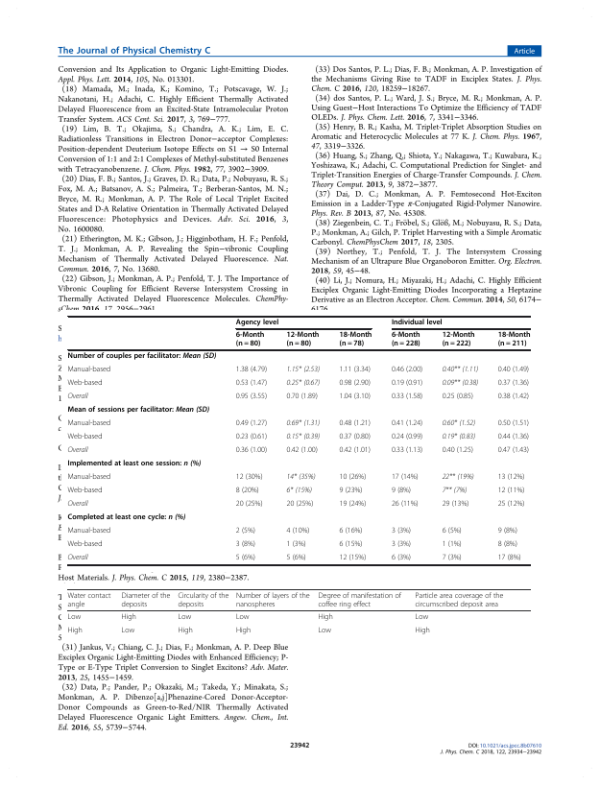 The Journal of Physical Chemistry C
Article
Conversion and Its Application to Organic Light-Emitting Diodes.
Appl. Phys. Lett. 2014, 105, No. 013301.
(18) Mamada, M.; Inada, K.; Komino, T.; Potscavage, W. J.;
Nakanotani, H.; Adachi, C. Highly Efficient Thermally Activated
Delayed Fluorescence from an Excited-State Intramolecular Proton
Transfer System. ACS Cent. Sci. 2017, 3, 769−777.
(19) Lim, B. T.; Okajima, S.; Chandra, A. K.; Lim, E. C.
Radiationless Transitions in Electron Donor−acceptor Complexes:
Position-dependent Deuterium Isotope Effects on S1 → S0 Internal
Conversion of 1:1 and 2:1 Complexes of Methyl-substituted Benzenes
with Tetracyanobenzene. J. Chem. Phys. 1982, 77, 3902−3909.
(20) Dias, F. B.; Santos, J.; Graves, D. R.; Data, P.; Nobuyasu, R. S.;
Fox, M. A.; Batsanov, A. S.; Palmeira, T.; Berberan-Santos, M. N.;
Bryce, M. R.; Monkman, A. P. The Role of Local Triplet Excited
States and D-A Relative Orientation in Thermally Activated Delayed
Fluorescence: Photophysics and Devices. Adv. Sci. 2016, 3,
No. 1600080.
(21) Etherington, M. K.; Gibson, J.; Higginbotham, H. F.; Penfold,
T. J.; Monkman, A. P. Revealing the Spin−vibronic Coupling
Mechanism of Thermally Activated Delayed Fluorescence. Nat.
Commun. 2016, 7, No. 13680.
(22) Gibson, J.; Monkman, A. P.; Penfold, T. J. The Importance of
Vibronic Coupling for Efficient Reverse Intersystem Crossing in
Thermally Activated Delayed Fluorescence Molecules. ChemPhy-
sChem 2016, 17, 2956−2961.
(33) Dos Santos, P. L.; Dias, F. B.; Monkman, A. P. Investigation of
the Mechanisms Giving Rise to TADF in Exciplex States. J. Phys.
Chem. C 2016, 120, 18259−18267.
(34) dos Santos, P. L.; Ward, J. S.; Bryce, M. R.; Monkman, A. P.
Using Guest−Host Interactions To Optimize the Efficiency of TADF
OLEDs. J. Phys. Chem. Lett. 2016, 7, 3341−3346.
(35) Henry, B. R.; Kasha, M. Triplet-Triplet Absorption Studies on
Aromatic and Heterocyclic Molecules at 77 K. J. Chem. Phys. 1967,
47, 3319−3326.
(36) Huang, S.; Zhang, Q.; Shiota, Y.; Nakagawa, T.; Kuwabara, K.;
Yoshizawa, K.; Adachi, C. Computational Prediction for Singlet- and
Triplet-Transition Energies of Charge-Transfer Compounds. J. Chem.
Theory Comput. 2013, 9, 3872−3877.
(37) Dai, D. C.; Monkman, A. P. Femtosecond Hot-Exciton
Emission in a Ladder-Type π-Conjugated Rigid-Polymer Nanowire.
Phys. Rev. B 2013, 87, No. 45308.
(38) Ziegenbein, C. T.; Fröbel, S.; Glöß, M.; Nobuyasu, R. S.; Data,
P.; Monkman, A.; Gilch, P. Triplet Harvesting with a Simple Aromatic
Carbonyl. ChemPhysChem 2017, 18, 2305.
(39) Northey, T.; Penfold, T. J. The Intersystem Crossing
Mechanism of an Ultrapure Blue Organoboron Emitter. Org. Electron.
2018, 59, 45−48.
(40) Li, J.; Nomura, H.; Miyazaki, H.; Adachi, C. Highly Efficient
Exciplex Organic Light-Emitting Diodes Incorporating a Heptazine
Derivative as an Electron Acceptor. Chem. Commun. 2014, 50, 6174−
6176.
Agency level Individual level
6-Month 12-Month 18-Month 6-Month 12-Month 18-Month
(n = 80) (n = 80) (n = 78) (n = 228) (n = 222) (n = 211)
Number of couples per facilitator: Mean (SD)
Manual-based 1.38 (4.79) 1.15* (2.53) 1.11 (3.34) 0.46 (2.00) 0.40** (1.11) 0.40 (1.49)
Web-based 0.53 (1.47) 0.25* (0.67) 0.98 (2.90) 0.19 (0.91) 0.09** (0.38) 0.37 (1.36)
Overall 0.95 (3.55) 0.70 (1.89) 1.04 (3.10) 0.33 (1.58) 0.25 (0.85) 0.38 (1.42)
Mean of sessions per facilitator: Mean (SD)
Manual-based 0.49 (1.27) 0.69* (1.31) 0.48 (1.21) 0.41 (1.24) 0.60* (1.52) 0.50 (1.51)
Web-based 0.23 (0.61) 0.15* (0.39) 0.37 (0.80) 0.24 (0.99) 0.19* (0.83) 0.44 (1.36)
Overall 0.36 (1.00) 0.42 (1.00) 0.42 (1.01) 0.33 (1.13) 0.40 (1.25) 0.47 (1.43)
Implemented at least one session: n (%)
Manual-based 12 (30%) 14* (35%) 10 (26%) 17 (14%) 22** (19%) 13 (12%)
Web-based 8 (20%) 6* (15%) 9 (23%) 9 (8%) 7** (7%) 12 (11%)
Overall 20 (25%) 20 (25%) 19 (24%) 26 (11%) 29 (13%) 25 (12%)
Completed at least one cycle: n (%)
Manual-based 2 (5%) 4 (10%) 6 (16%) 3 (3%) 6 (5%) 9 (8%)
Web-based 3 (8%) 1 (3%) 6 (15%) 3 (3%) 1 (1%) 8 (8%)
Overall 5 (6%) 5 (6%) 12 (15%) 6 (3%) 7 (3%) 17 (8%)
Host Materials. J. Phys. Chem. C 2015, 119, 2380−2387.
Water contact Diameter of the Circularity of the Number of layers of the Degree of manifestation of Particle area coverage of the
angle deposits deposits nanospheres coffee ring effect circumscribed deposit area
Low High Low Low High Low
High Low High High Low High
(31) Jankus, V.; Chiang, C. J.; Dias, F.; Monkman, A. P. Deep Blue
Exciplex Organic Light-Emitting Diodes with Enhanced Efficiency; P-
Type or E-Type Triplet Conversion to Singlet Excitons? Adv. Mater.
2013, 25, 1455−1459.
(32) Data, P.; Pander, P.; Okazaki, M.; Takeda, Y.; Minakata, S.;
Monkman, A. P. Dibenzo[a,j]Phenazine-Cored Donor-Acceptor-
Donor Compounds as Green-to-Red/NIR Thermally Activated
Delayed Fluorescence Organic Light Emitters. Angew. Chem., Int.
Ed. 2016, 55, 5739−5744.
23942
DOI: 10.1021/acs.jpcc.8b07610
J. Phys. Chem. C 2018, 122, 23934−23942